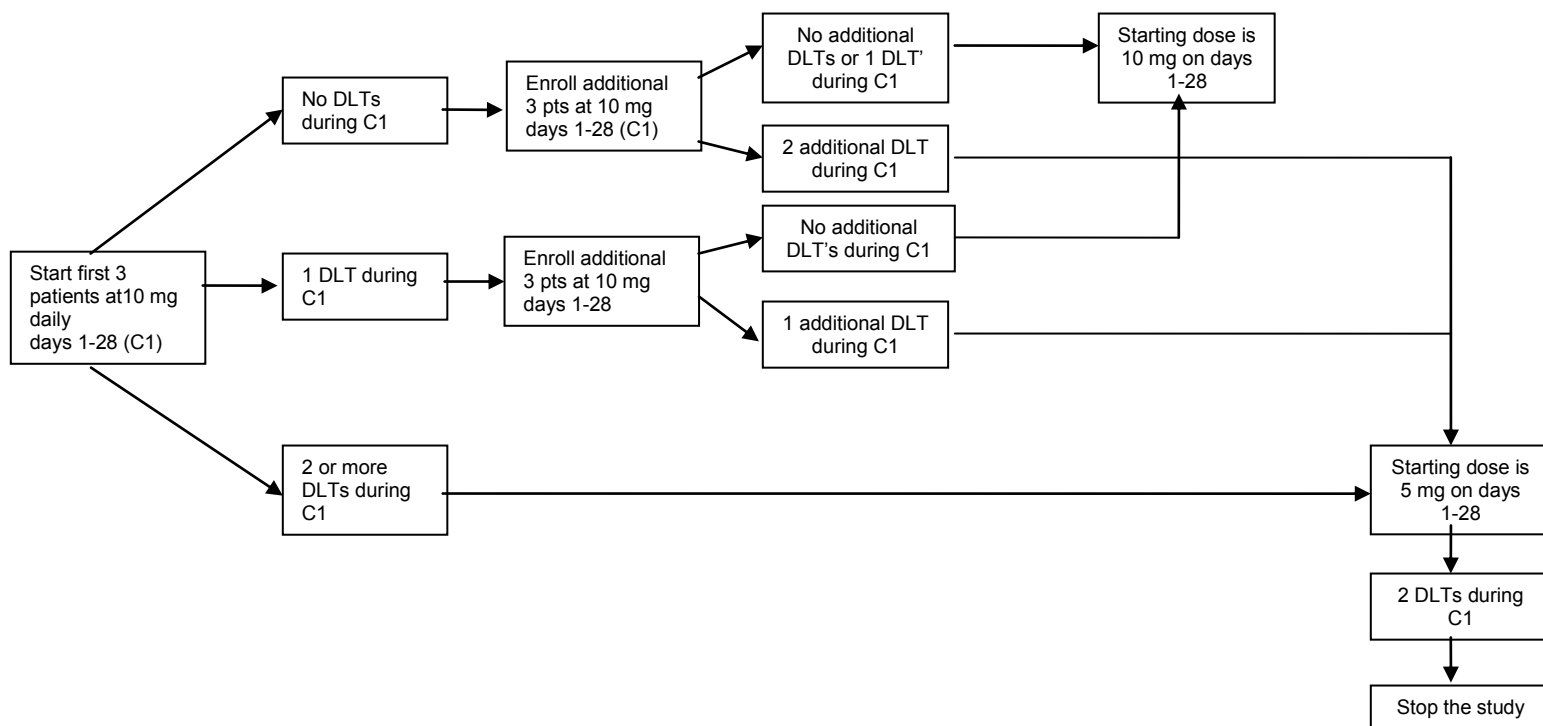 Start first 3
patients at10 mg
daily
days 1-28 (C1)
No DLTs
during C1
Enroll additional
3 pts at 10 mg
days 1-28 (C1)
No additional
DLTs or 1 DLT’
during C1
Starting dose is
10 mg on days
1-28
2 additional DLT
during C1
1 DLT during
C1
Enroll additional
3 pts at 10 mg
days 1-28
No additional
DLT’s during C1
1 additional DLT
during C1
2 or more
DLTs during
C1
Starting dose is
5 mg on days
1-28
2 DLTs during
C1
Stop the study